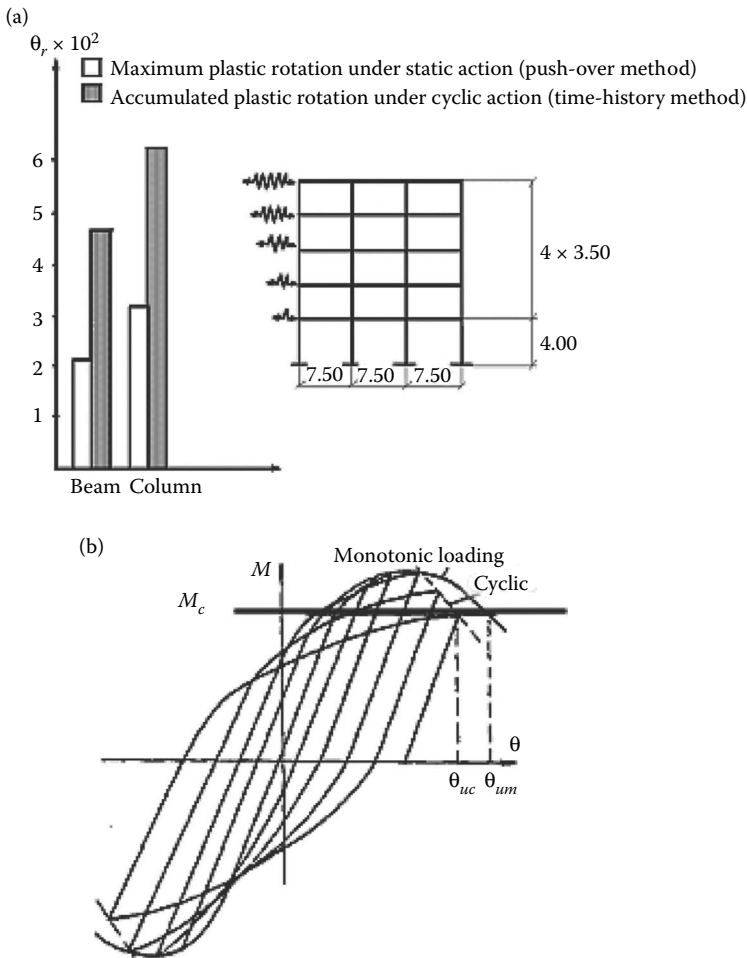 (a)
θr × 10²
Maximum plastic rotation under static action (push-over method)
Accumulated plastic rotation under cyclic action (time-history method)
6
5
4
3
2
1
Beam Column
4 × 3.50
4.00
7.50 7.50 7.50
(b)
M
Monotonic loading
Cyclic
Mc
θ
θuc θum